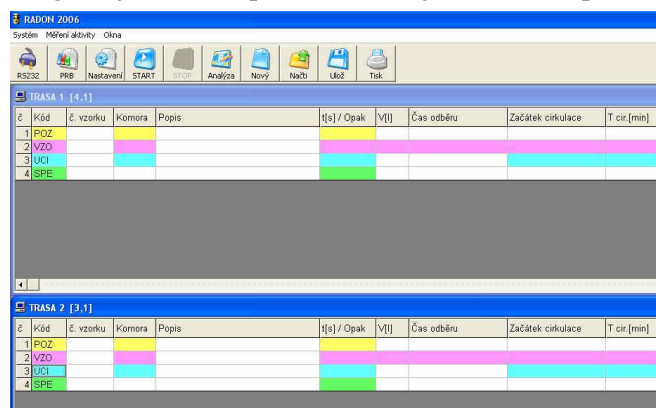 RADON 2006
Systém Měření aktivity Okna
RS232 PRB Nastavení START STOP Analýza Nový Načti Ulož Tisk
TRASA 1 [4,1]
č Kód č. vzorku Komora Popis t[s] / Opak V[l] Čas odběru Začátek cirkulace T cir.[min]
1 POZ
2 VZO
3 UCI
4 SPE
TRASA 2 [3,1]
č Kód č. vzorku Komora Popis t[s] / Opak V[l] Čas odběru Začátek cirkulace T cir.[min]
1 POZ
2 VZO
3 UCI
4 SPE